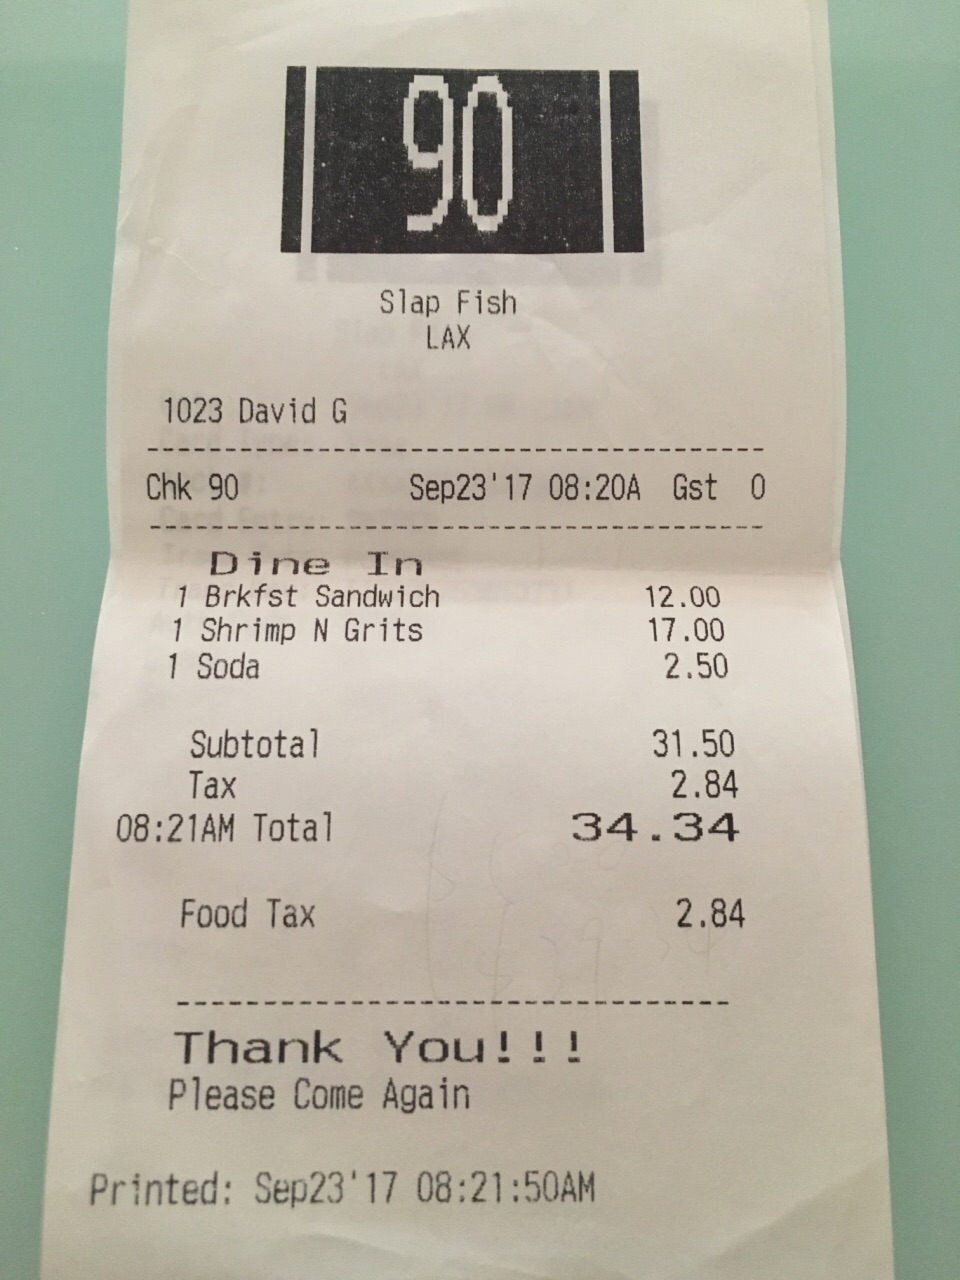 90
Slap Fish
LAX
1023 David G
Chk 90 Sep23'17 08:20A Gst 0
Dine In
1 Brkfst Sandwich 12.00
1 Shrimp N Grits 17.00
1 Soda 2.50
Subtotal 31.50
Tax 2.84
08:21AM Total 34.34
Food Tax 2.84
Thank You!!!
Please Come Again
Printed: Sep23'17 08:21:50AM